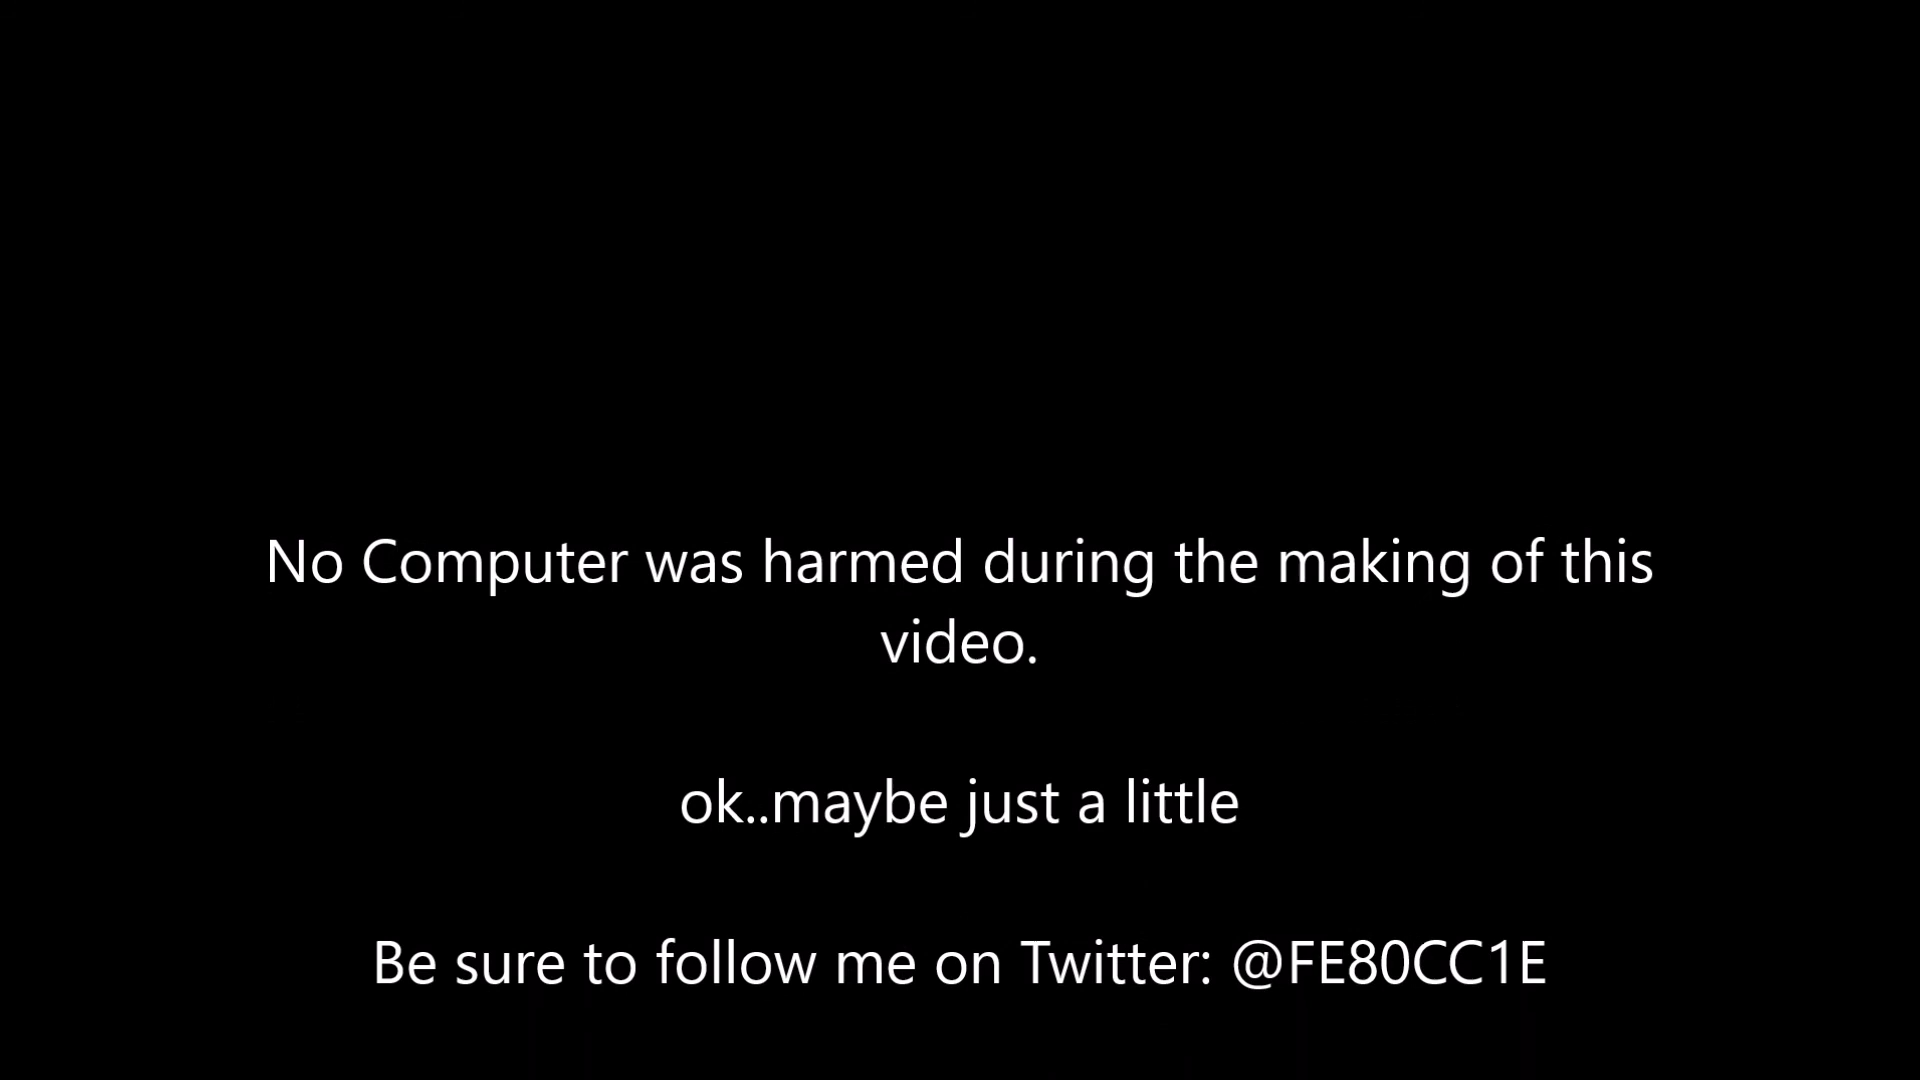 No Computer was harmed during the making of this
video.
ok..maybe just a little
Be sure to follow me on Twitter: @FE80CC1E